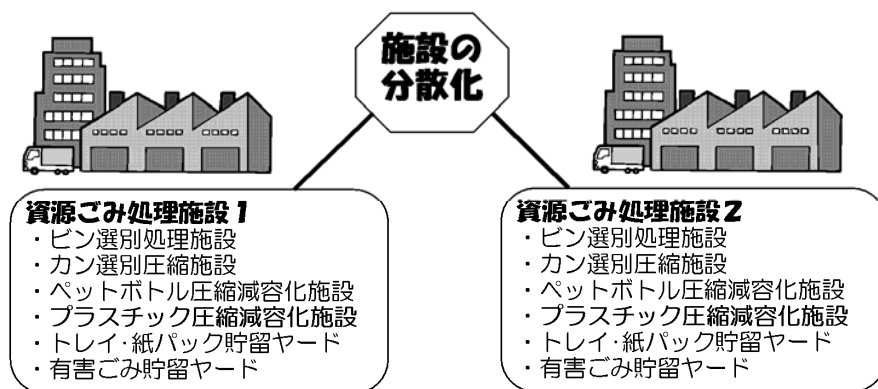 施設の
分散化
資源ごみ処理施設1
・ビン選別処理施設
・カン選別圧縮施設
・ペットボトル圧縮減容化施設
・プラスチック圧縮減容化施設
・トレイ・紙パック貯留ヤード
・有害ごみ貯留ヤード
資源ごみ処理施設2
・ビン選別処理施設
・カン選別圧縮施設
・ペットボトル圧縮減容化施設
・プラスチック圧縮減容化施設
・トレイ・紙パック貯留ヤード
・有害ごみ貯留ヤード